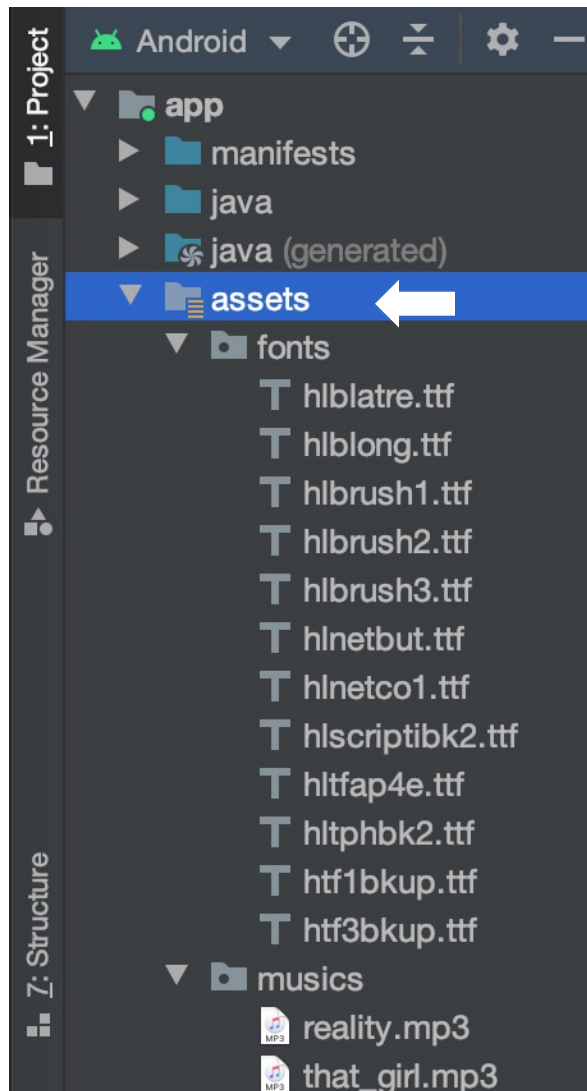 1: Project
Resource Manager
7: Structure
Android
app
manifests
java
java (generated)
assets
fonts
hlblatre.ttf
hlblong.ttf
hlbrush1.ttf
hlbrush2.ttf
hlbrush3.ttf
hlnetbut.ttf
hlnetco1.ttf
hlscriptibk2.ttf
hltfap4e.ttf
hltphbk2.ttf
htf1bkup.ttf
htf3bkup.ttf
musics
MP3 reality.mp3
MP3 that_girl.mp3